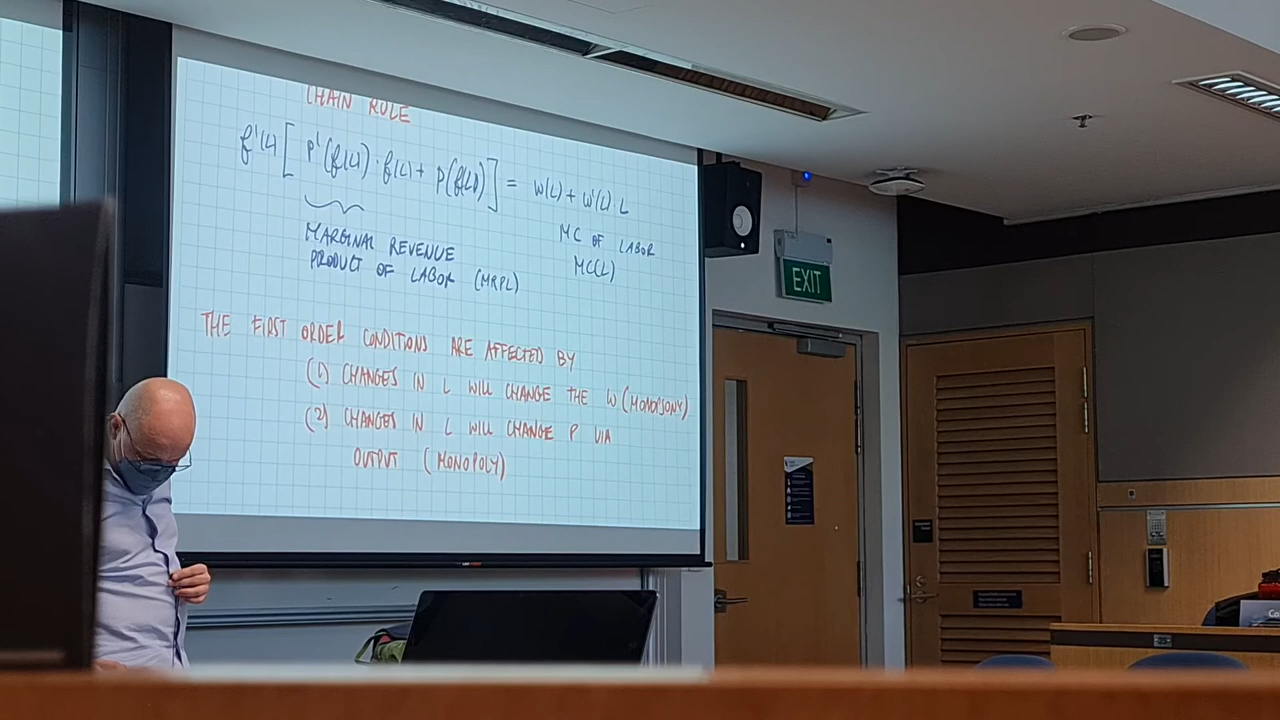 CHAIN RULE
f'(L) [ P'(f(L)) · f(L) + P(f(L)) ] = W(L) + W'(L) · L
MARGINAL REVENUE
PRODUCT OF LABOR (MRPL)
MC OF LABOR
MC(L)
THE FIRST ORDER CONDITIONS ARE AFFECTED BY
(1) CHANGES IN L WILL CHANGE THE W (MONOPSONY)
(2) CHANGES IN L WILL CHANGE P VIA
OUTPUT (MONOPOLY)
EXIT